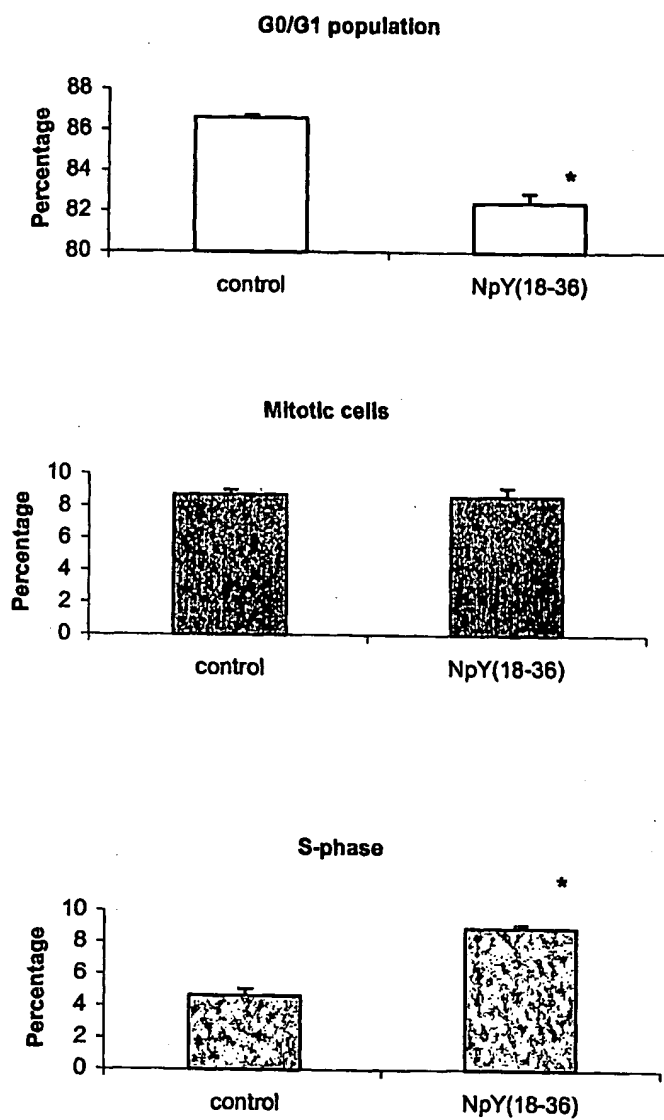 G0/G1 population
Percentage
88
86
84
82
80
*
control NpY(18-36)
Mitotic cells
Percentage
10
8
6
4
2
0
control NpY(18-36)
S-phase
Percentage
*
10
8
6
4
2
0
control NpY(18-36)